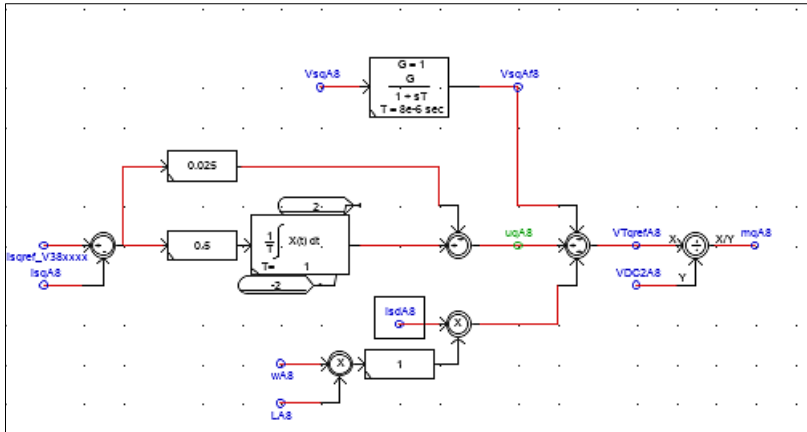 VsqA8
G = 1
G
1 + sT
T = 8e-6 sec
VsqAf8
0.025
2
0.5
1
T
X(t) dt
T= 1
-2
Isqref_V38xxxx
IsqA8
uqA8
VTqrefA8
X
X/Y
mqA8
VDC2A8
Y
IsdA8
X
wA8
X
1
LA8